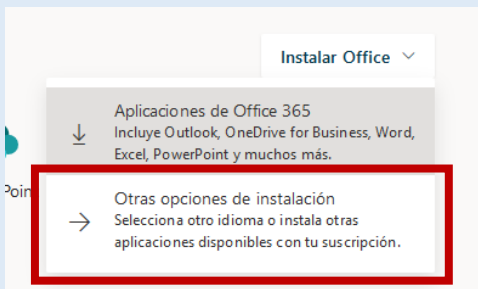 Instalar Office
Aplicaciones de Office 365
Incluye Outlook, OneDrive for Business, Word,
Excel, PowerPoint y muchos más.
Poin
Otras opciones de instalación
Selecciona otro idioma o instala otras
aplicaciones disponibles con tu suscripción.